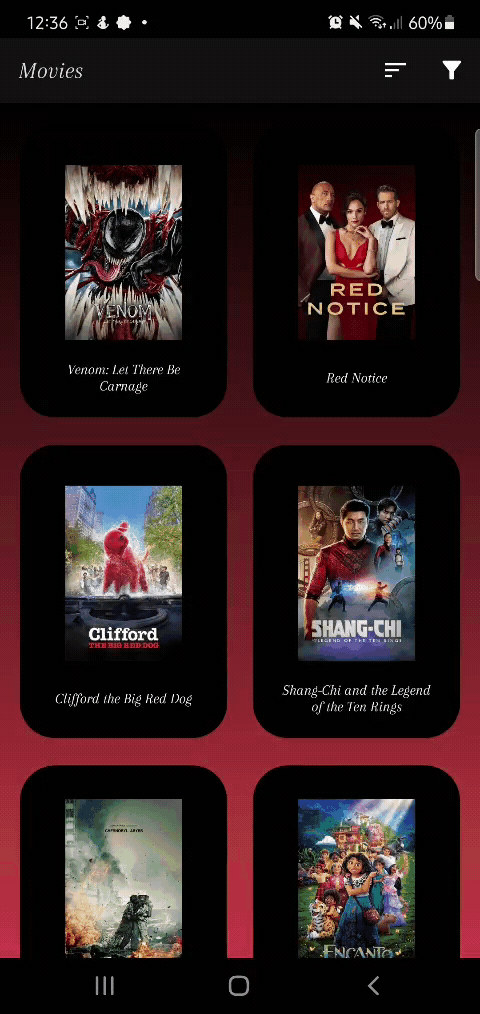 12:36
60%
Movies
VENOM
RED
NOTICE
Venom: Let There Be
Carnage
Red Notice
Clifford
THE BIG RED DOG
SHANG-CHI
LEGEND OF THE TEN RINGS
Clifford the Big Red Dog
Shang-Chi and the Legend
of the Ten Rings
CHERNOBYL ABYSS
ENCANTO